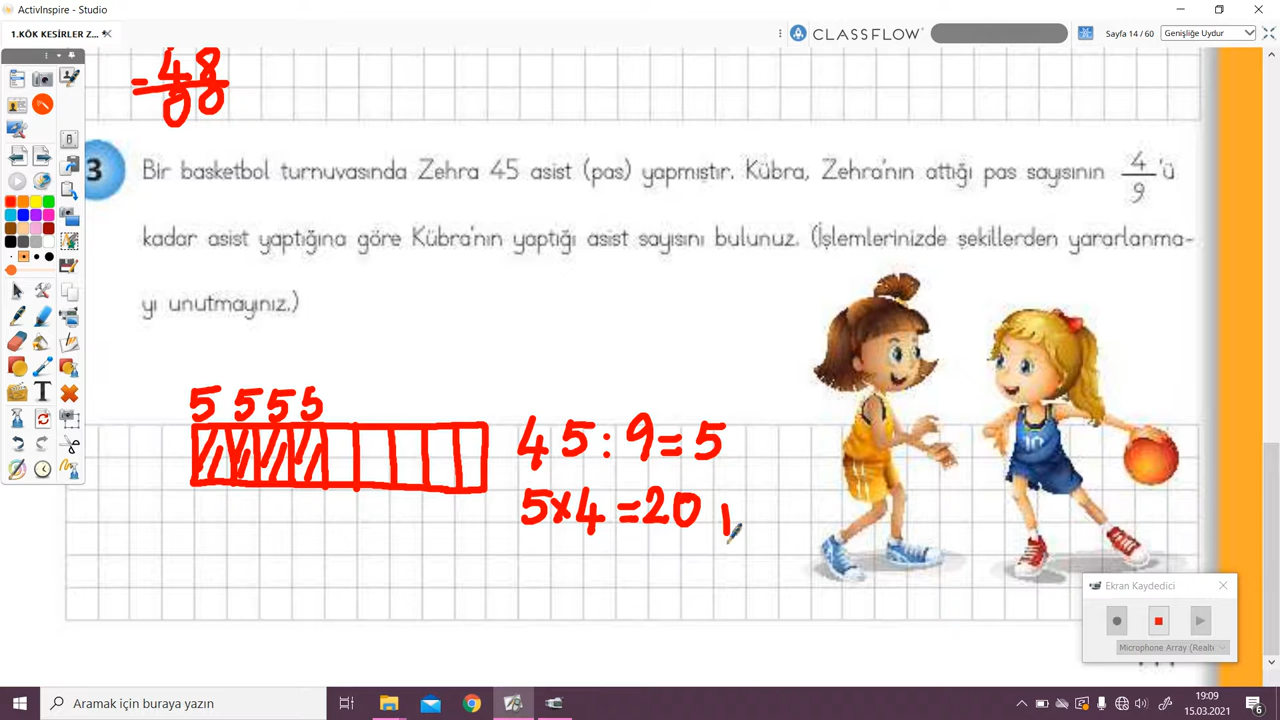 ActivInspire - Studio
1.KÖK KESİRLER Z...
CLASSFLOW
Sayfa 14 / 60
Genişliğe Uydur
-48
00
3
Bir basketbol turnuvasında Zehra 45 asist (pas) yapmıştır. Kübra, Zehra'nın attığı pas sayısının 4/9'ü
kadar asist yaptığına göre Kübra'nın yaptığı asist sayısını bulunuz. (İşlemlerinizde şekillerden yararlanma-
yı unutmayınız.)
5 5 5 5
45:9=5
5x4=20
10
Ekran Kaydedici
Microphone Array (Realt
Aramak için buraya yazın
19:09
15.03.2021
6